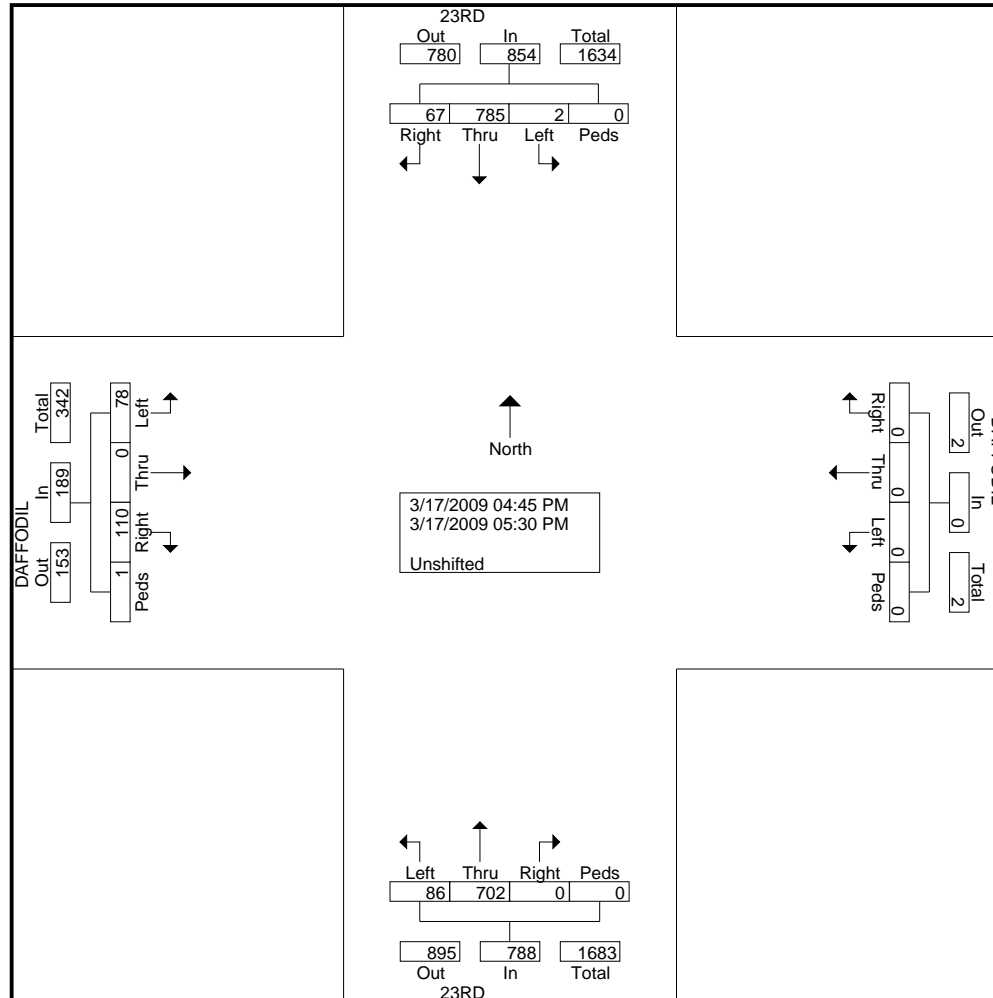 23RD
Out In Total
780 854 1634
67 785 2 0
Right Thru Left Peds
DAFFODIL
Out In Total
153 189 342
78 0 110 1
Left Thru Right Peds
North
3/17/2009 04:45 PM
3/17/2009 05:30 PM
Unshifted
Right Thru Left Peds
0 0 0 0
Out In Total
2 0 2
Left Thru Right Peds
86 702 0 0
895 788 1683
Out In Total
23RD